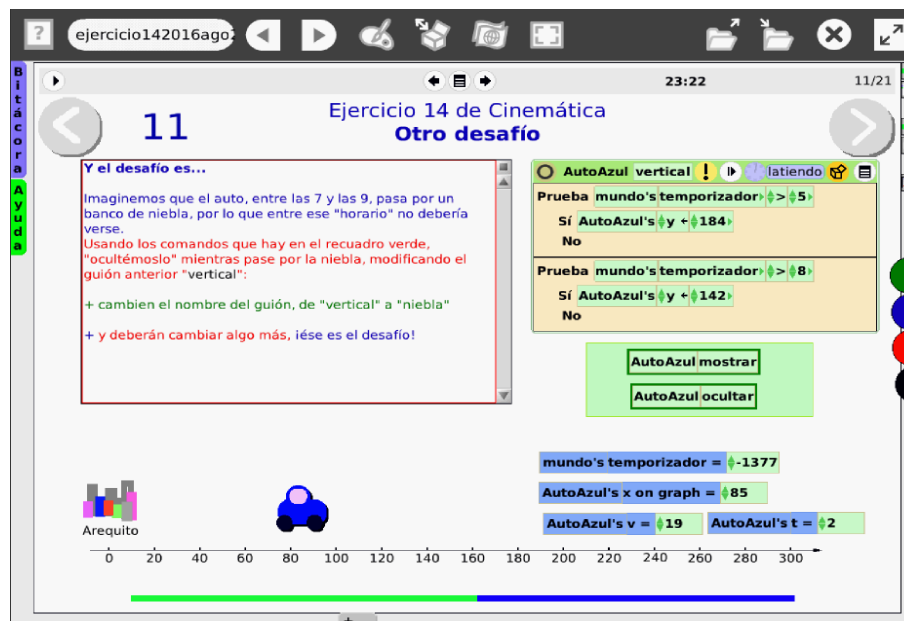 ?
ejercicio142016ago2
Bitácora
Ayuda
23:22
11/21
11
Ejercicio 14 de Cinemática
Otro desafío
Y el desafío es...
Imaginemos que el auto, entre las 7 y las 9, pasa por un
banco de niebla, por lo que entre ese "horario" no debería
verse.
Usando los comandos que hay en el recuadro verde,
"ocultémoslo" mientras pase por la niebla, modificando el
guión anterior "vertical":
+ cambien el nombre del guión, de "vertical" a "niebla"
+ y deberán cambiar algo más, ¡ése es el desafío!
AutoAzul vertical ! latiendo
Prueba mundo's temporizador > 5
Sí AutoAzul's y ← 184
No
Prueba mundo's temporizador > 8
Sí AutoAzul's y ← 142
No
AutoAzul mostrar
AutoAzul ocultar
mundo's temporizador = -1377
AutoAzul's x on graph = 85
AutoAzul's v = 19 AutoAzul's t = 2
Arequito
0 20 40 60 80 100 120 140 160 180 200 220 240 260 280 300